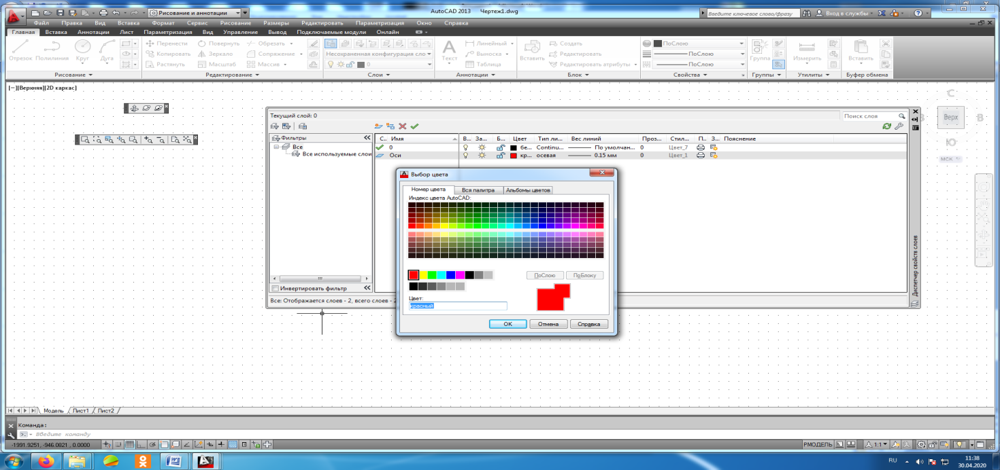 Рисование и аннотации
AutoCAD 2013 Чертеж1.dwg
Введите ключевое слово/фразу
Вход в службы
Файл Правка Вид Вставка Формат Сервис Рисование Размеры Редактировать Параметризация Окно Справка
Главная Вставка Аннотации Лист Параметризация Вид Управление Вывод Подключаемые модули Онлайн
Перенести Повернуть Обрезать
Несохраненная конфигурация сло
Линейный Создать ПоСлою
Отрезок Полилиния Круг Дуга
Копировать Зеркало Сопряжение
Текст Выноска Вставить Редактировать ПоСлою Группа Измерить Вставить
Растянуть Масштаб Массив 0 Таблица Редактировать атрибуты ПоСлою
Рисование Редактирование Слои Аннотации Блок Свойства Группы Утилиты Буфер обмена
[−][Верхняя][2D каркас]
С
Верх
В
Ю
МСК
Текущий слой: 0
Поиск слоя
Фильтры
Все
Все используемые слои
С.. Имя В... За... Б... Цвет Тип ли... Вес линий Проз... Стил... П.. З... Пояснение
0 бе... Continu... По умолчан... 0 Цвет_7
Оси кр... осевая 0.15 мм 0 Цвет_1
Инвертировать фильтр
Все: Отображается слоев - 2, всего слоев - 2
Диспетчер свойств слоев
Выбор цвета
Номер цвета Вся палитра Альбомы цветов
Индекс цвета AutoCAD:
ПоСлою ПоБлоку
Цвет:
красный
OK Отмена Справка
Модель Лист1 Лист2
Команда:
Введите команду
-1991.9251, -946.0821 , 0.0000
РМОДЕЛЬ 1:1
RU
11:38
30.04.2020